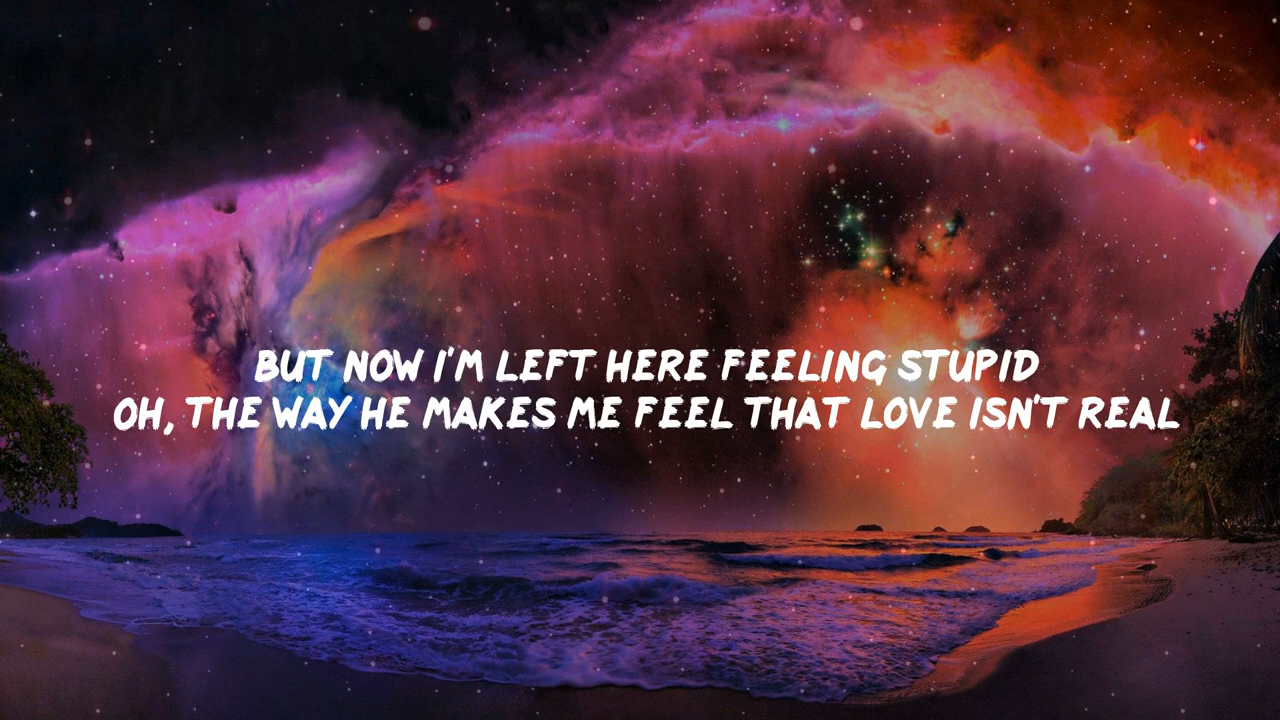 BUT NOW I'M LEFT HERE FEELING STUPID
OH, THE WAY HE MAKES ME FEEL THAT LOVE ISN'T REAL